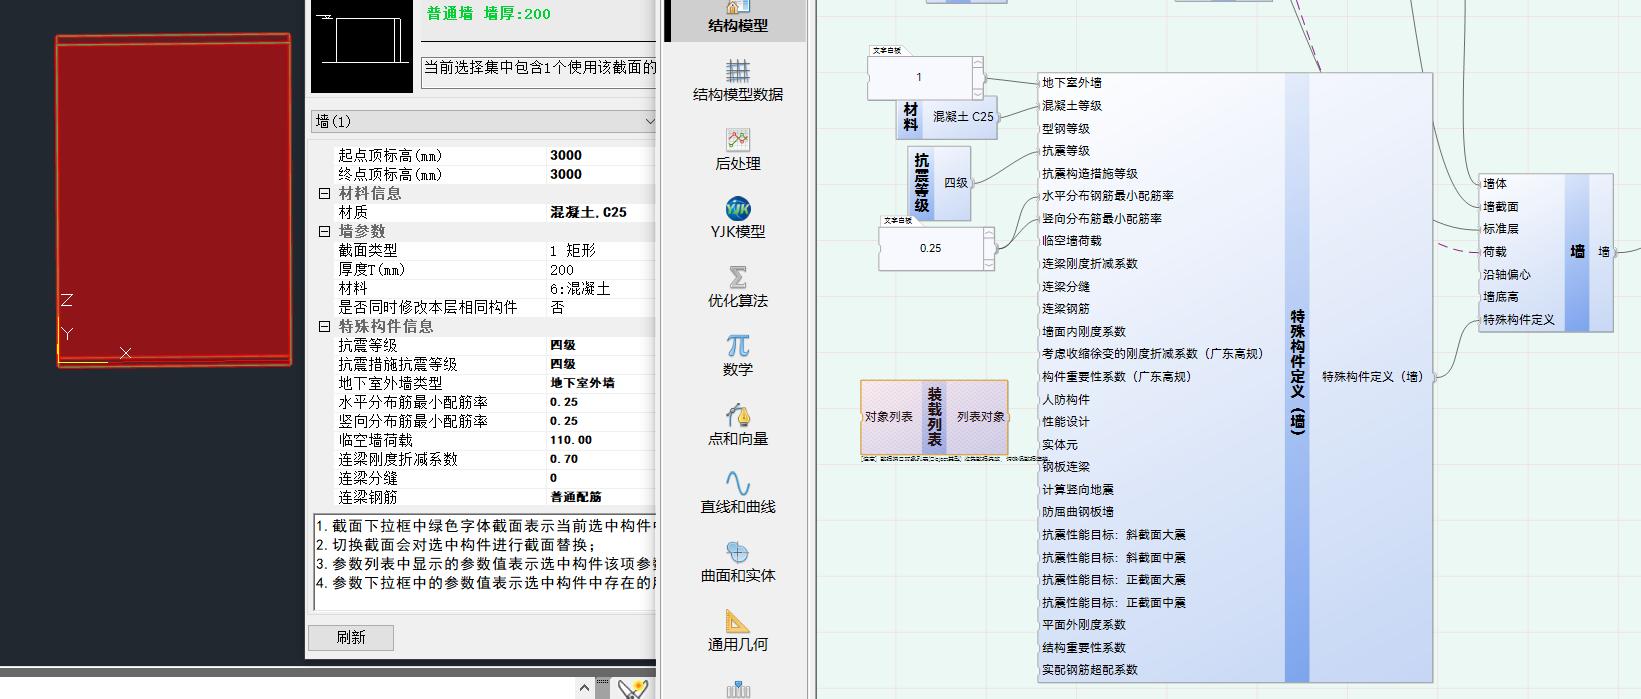 普通墙 墙厚:200
当前选择集中包含1个使用该截面的
墙(1)
起点顶标高(mm) 3000
终点顶标高(mm) 3000
材料信息
材质 混凝土,C25
墙参数
截面类型 1 矩形
厚度T(mm) 200
材料 6:混凝土
是否同时修改本层相同构件 否
特殊构件信息
抗震等级 四级
抗震措施抗震等级 四级
地下室外墙类型 地下室外墙
水平分布筋最小配筋率 0.25
竖向分布筋最小配筋率 0.25
临空墙荷载 110.00
连梁刚度折减系数 0.70
连梁分缝 0
连梁钢筋 普通配筋
1.截面下拉框中绿色字体截面表示当前选中构件
2.切换截面会对选中构件进行截面替换;
3.参数列表中显示的参数值表示选中构件该项参
4.参数下拉框中的参数值表示选中构件中存在的
刷新
Z
Y
X
结构模型
结构模型数据
后处理
YJK
YJK模型
优化算法
数学
点和向量
直线和曲线
曲面和实体
通用几何
文字白板
1
材料
混凝土 C25
抗震等级
四级
文字白板
0.25
对象列表
装载列表
列表对象
地下室外墙
混凝土等级
型钢等级
抗震等级
抗震构造措施等级
水平分布钢筋最小配筋率
竖向分布筋最小配筋率
临空墙荷载
连梁刚度折减系数
连梁分缝
连梁钢筋
墙面内刚度系数
考虑收缩徐变的刚度折减系数（广东高规）
构件重要性系数（广东高规）
人防构件
性能设计
实体元
钢板连梁
计算竖向地震
防屈曲钢板墙
抗震性能目标：斜截面大震
抗震性能目标：斜截面中震
抗震性能目标：正截面大震
抗震性能目标：正截面中震
平面外刚度系数
结构重要性系数
实配钢筋超配系数
特殊构件定义（墙）
特殊构件定义（墙）
墙体
墙截面
标准层
荷载
沿轴偏心
墙底高
特殊构件定义
墙
墙